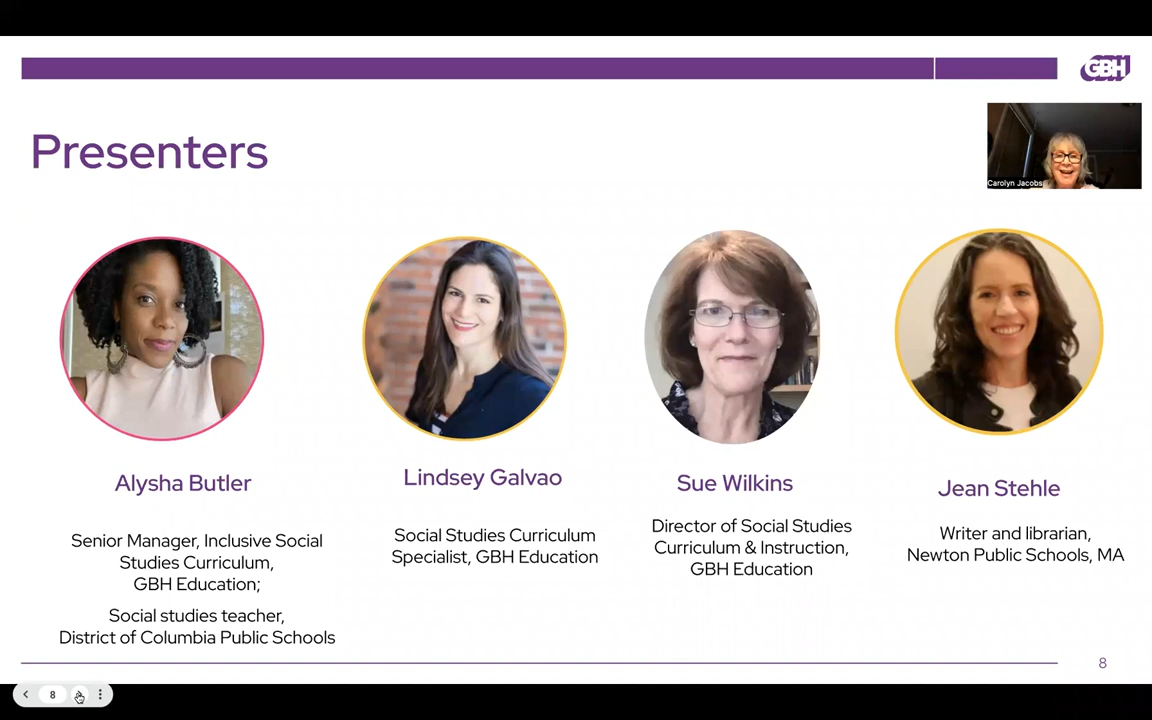 GBH
Presenters
Carolyn Jacobs
Alysha Butler
Senior Manager, Inclusive Social
Studies Curriculum,
GBH Education;
Social studies teacher,
District of Columbia Public Schools
Lindsey Galvao
Social Studies Curriculum
Specialist, GBH Education
Sue Wilkins
Director of Social Studies
Curriculum & Instruction,
GBH Education
Jean Stehle
Writer and librarian,
Newton Public Schools, MA
8
8